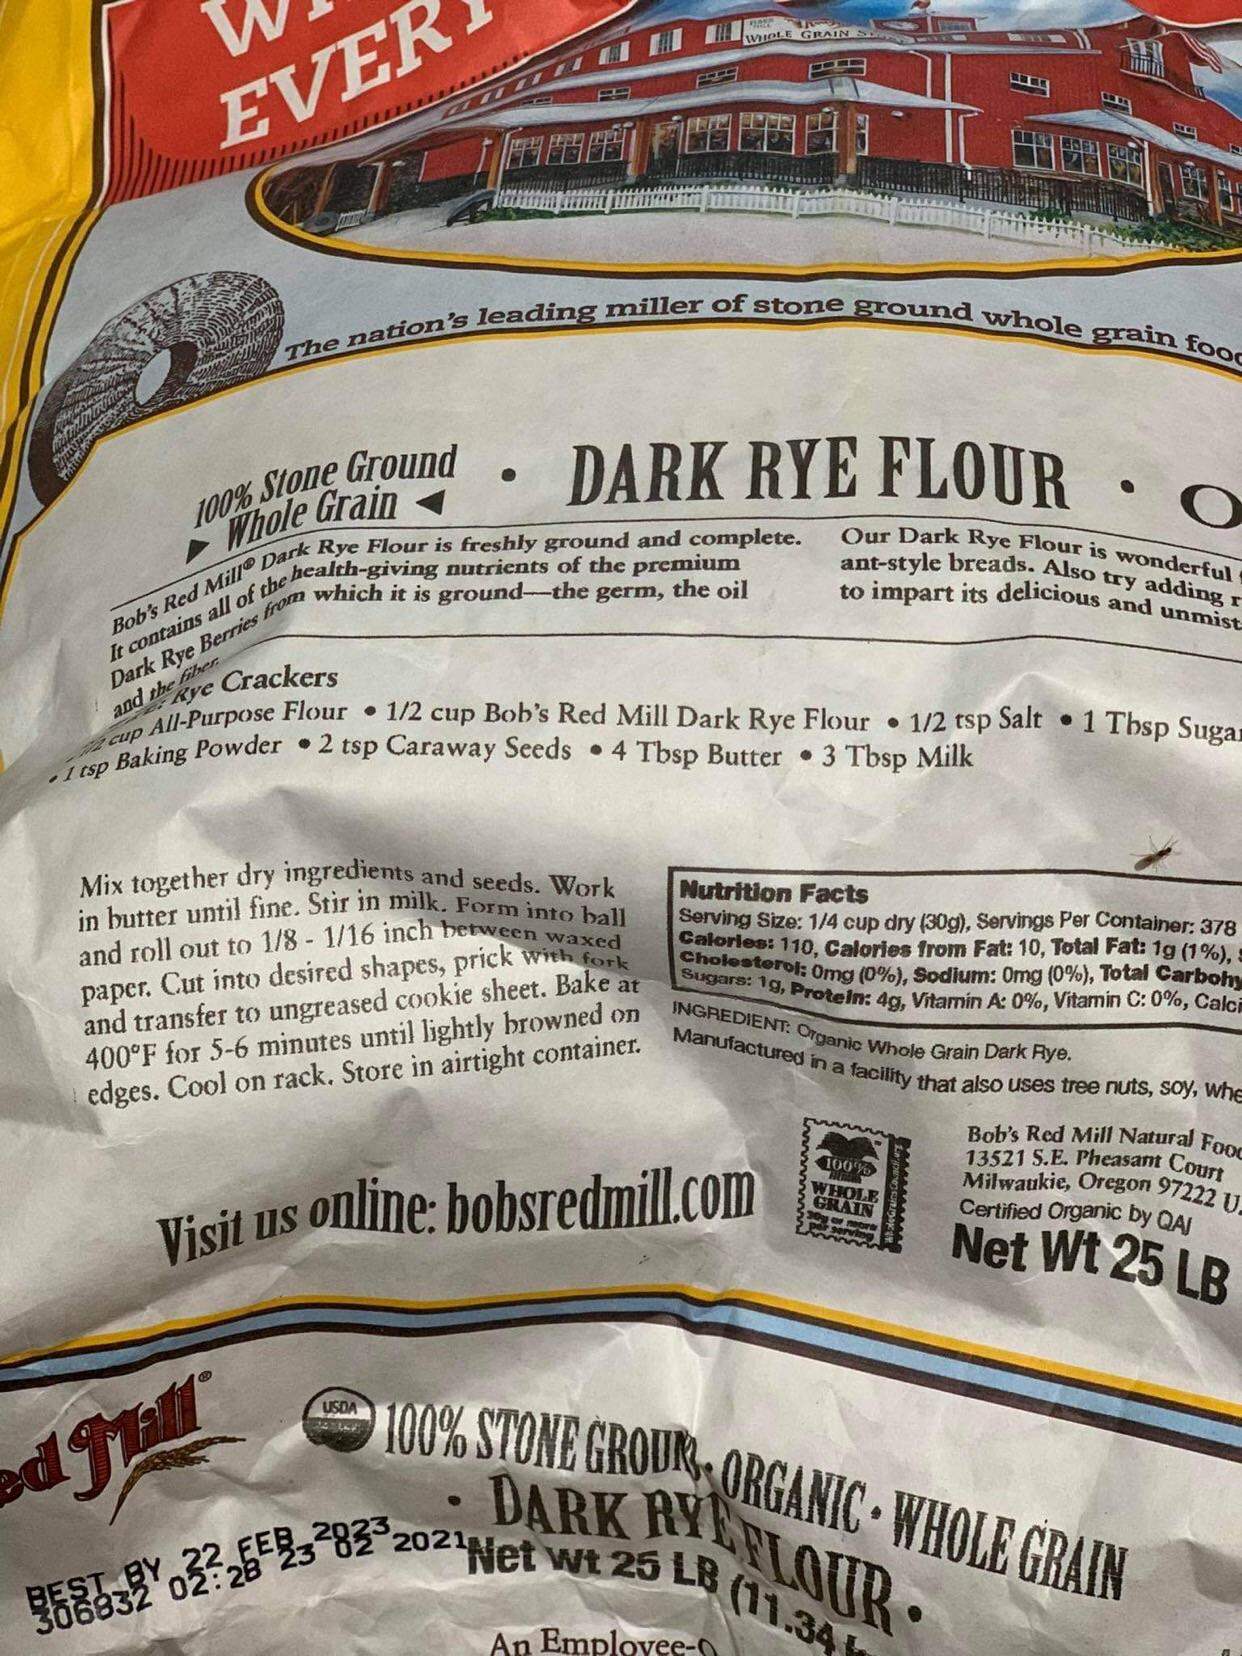 EVERY
WHOLE GRAIN
The nation's leading miller of stone ground whole grain
100% Stone Ground
Whole Grain
• DARK RYE FLOUR •
Bob's Red Mill® Dark Rye Flour is freshly ground and complete.
It contains all of the health-giving nutrients of the premium
Dark Rye Berries from which it is ground—the germ, the oil
and the fiber.
Our Dark Rye Flour is wonderful
ant-style breads. Also try adding
to impart its delicious and
Rye Crackers
cup All-Purpose Flour • 1/2 cup Bob's Red Mill Dark Rye Flour • 1/2 tsp Salt • 1 Tbsp Sugar
• 1 tsp Baking Powder • 2 tsp Caraway Seeds • 4 Tbsp Butter • 3 Tbsp Milk
Mix together dry ingredients and seeds. Work
in butter until fine. Stir in milk. Form into ball
and roll out to 1/8 - 1/16 inch between waxed
paper. Cut into desired shapes, prick with fork
and transfer to ungreased cookie sheet. Bake at
400°F for 5-6 minutes until lightly browned on
edges. Cool on rack. Store in airtight container.
Nutrition Facts
Serving Size: 1/4 cup dry (30g), Servings Per Container: 378
Calories: 110, Calories from Fat: 10, Total Fat: 1g (1%),
Cholesterol: 0mg (0%), Sodium: 0mg (0%), Total
Sugars: 1g, Protein: 4g, Vitamin A: 0%, Vitamin C: 0%,
INGREDIENT: Organic Whole Grain Dark Rye.
Manufactured in a facility that also uses tree nuts, soy,
Visit us online: bobsredmill.com
100%
WHOLE
GRAIN
30g or more
per serving
Bob's Red Mill Natural
13521 S.E. Pheasant Court
Milwaukie, Oregon 97222
Certified Organic by QAI
Net Wt 25 LB
Mill®
USDA
100% STONE GROUND • ORGANIC • WHOLE GRAIN
• DARK RYE FLOUR •
Net Wt 25 LB (11.34
BEST BY 22 FEB 2023
306832 02:28 23 02 2021
An